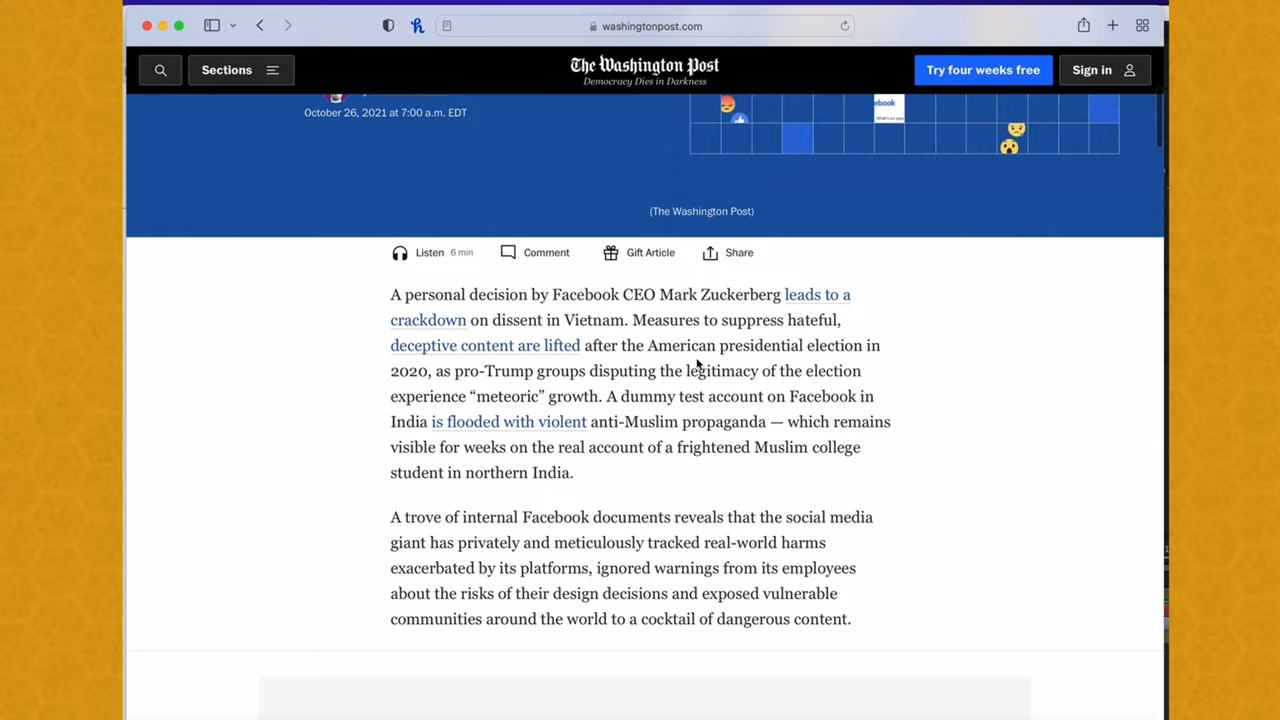 washingtonpost.com
Sections
The Washington Post
Democracy Dies in Darkness
Try four weeks free
Sign in
October 26, 2021 at 7:00 a.m. EDT
ebook
What's on your
(The Washington Post)
Listen 6 min
Comment
Gift Article
Share
A personal decision by Facebook CEO Mark Zuckerberg leads to a
crackdown on dissent in Vietnam. Measures to suppress hateful,
deceptive content are lifted after the American presidential election in
2020, as pro-Trump groups disputing the legitimacy of the election
experience “meteoric” growth. A dummy test account on Facebook in
India is flooded with violent anti-Muslim propaganda — which remains
visible for weeks on the real account of a frightened Muslim college
student in northern India.
A trove of internal Facebook documents reveals that the social media
giant has privately and meticulously tracked real-world harms
exacerbated by its platforms, ignored warnings from its employees
about the risks of their design decisions and exposed vulnerable
communities around the world to a cocktail of dangerous content.